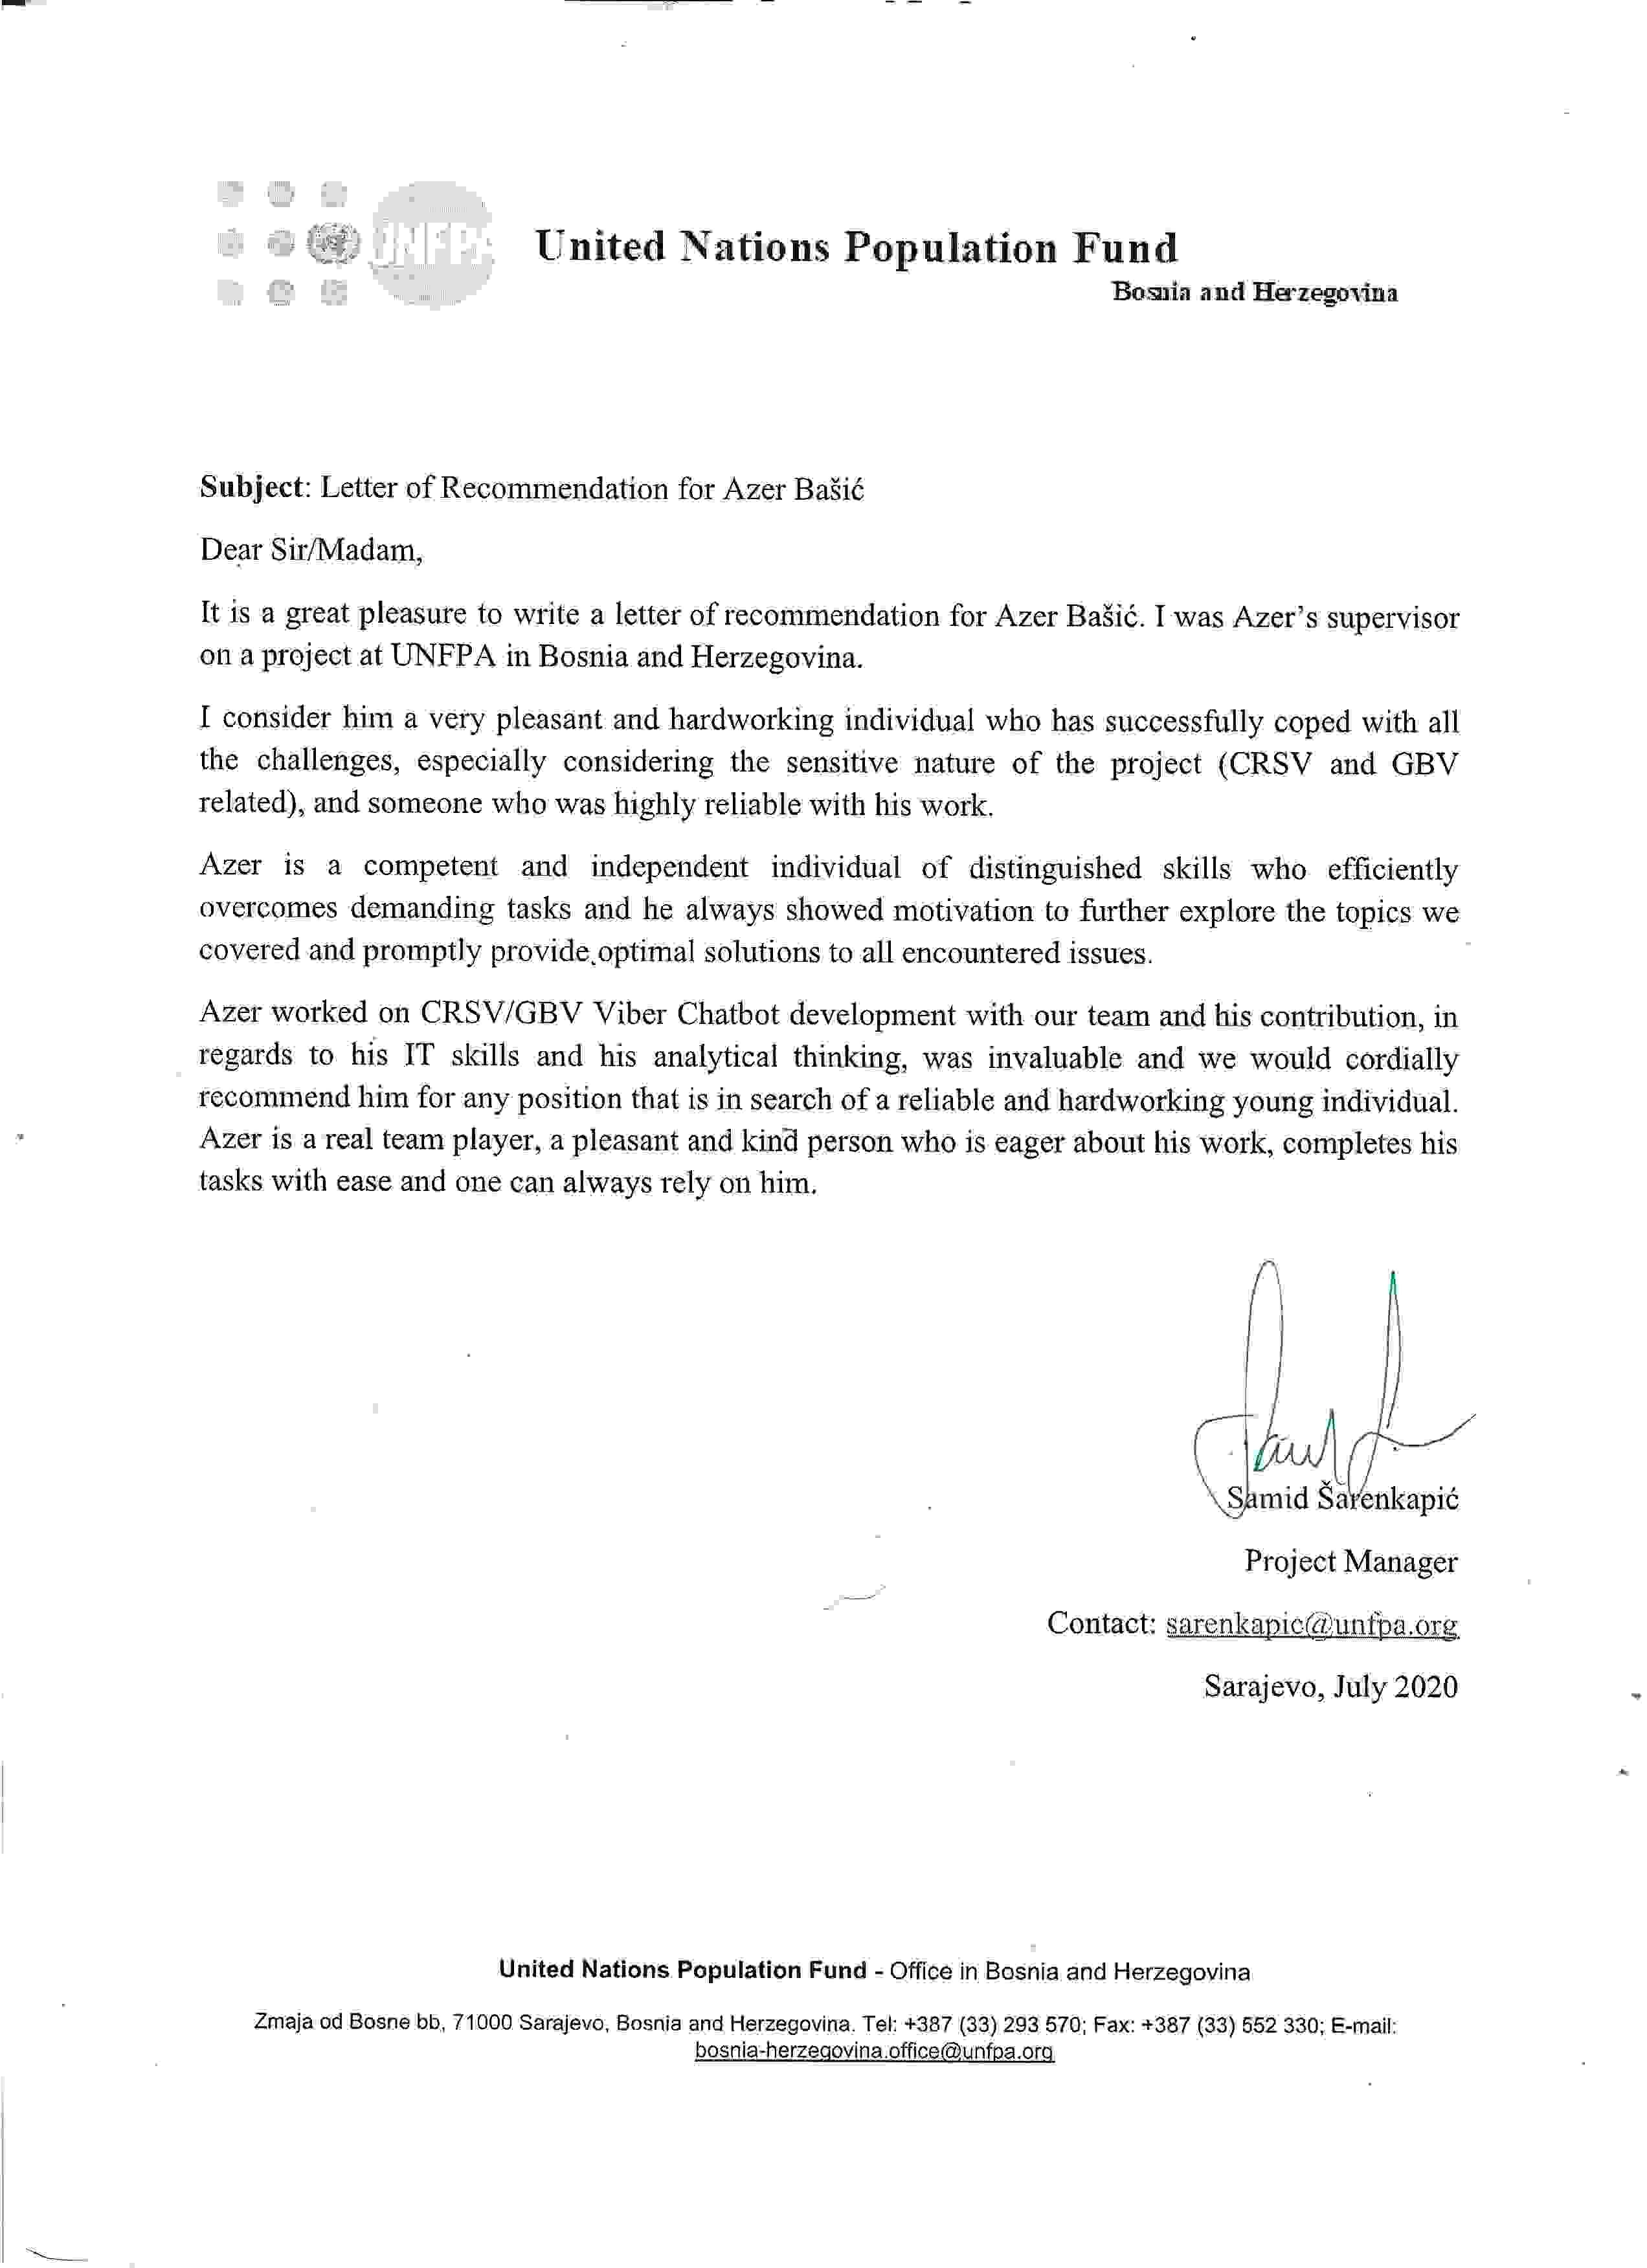 UNFPA
United Nations Population Fund
Bosnia and Herzegovina
Subject: Letter of Recommendation for Azer Bašić
Dear Sir/Madam,
It is a great pleasure to write a letter of recommendation for Azer Bašić. I was Azer's supervisor
on a project at UNFPA in Bosnia and Herzegovina.
I consider him a very pleasant and hardworking individual who has successfully coped with all
the challenges, especially considering the sensitive nature of the project (CRSV and GBV
related), and someone who was highly reliable with his work.
Azer is a competent and independent individual of distinguished skills who efficiently
overcomes demanding tasks and he always showed motivation to further explore the topics we
covered and promptly provide optimal solutions to all encountered issues.
Azer worked on CRSV/GBV Viber Chatbot development with our team and his contribution, in
regards to his IT skills and his analytical thinking, was invaluable and we would cordially
recommend him for any position that is in search of a reliable and hardworking young individual.
Azer is a real team player, a pleasant and kind person who is eager about his work, completes his
tasks with ease and one can always rely on him.
Samid Šarenkapić
Project Manager
Contact: sarenkapic@unfpa.org
Sarajevo, July 2020
United Nations Population Fund - Office in Bosnia and Herzegovina
Zmaja od Bosne bb, 71000 Sarajevo, Bosnia and Herzegovina. Tel: +387 (33) 293 570; Fax: +387 (33) 552 330; E-mail:
bosnia-herzegovina.office@unfpa.org